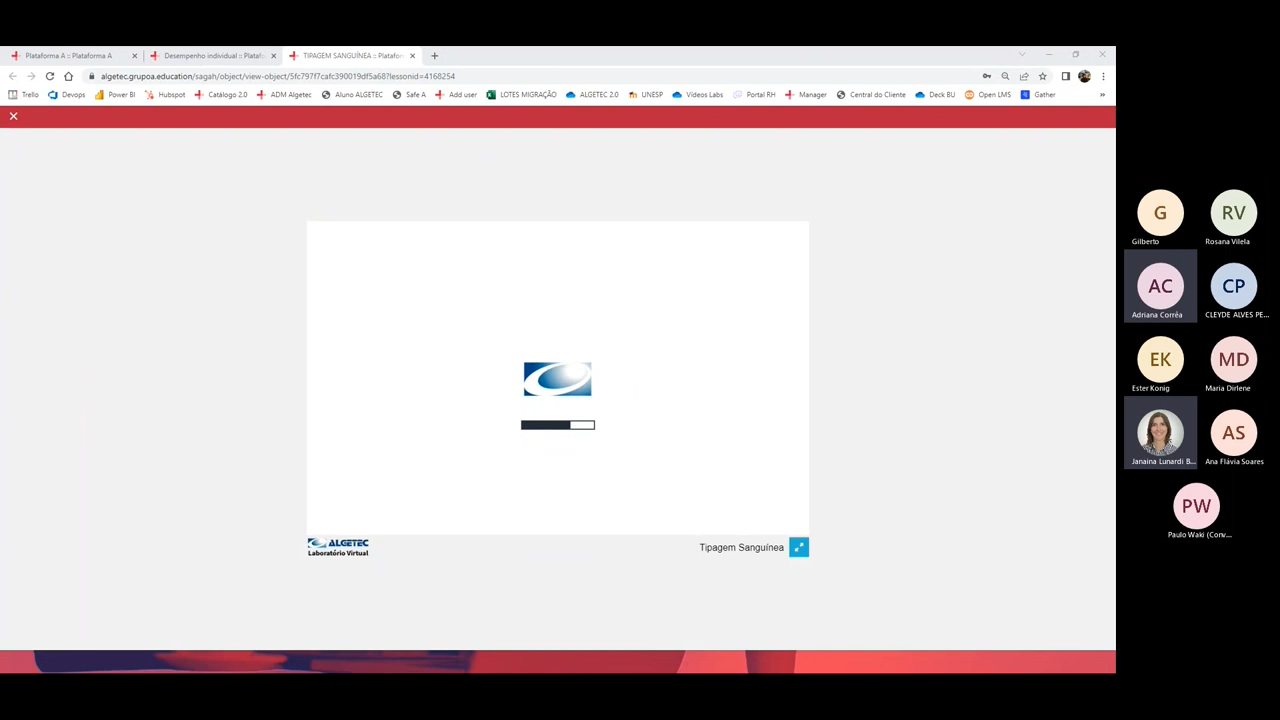 Plataforma A :: Plataforma A
Desempenho individual :: Plataf
TIPAGEM SANGUÍNEA :: Platafor
algetec.grupoa.education/sagah/object/view-object/5fc797f7cafc390019df5a68?lessonid=4168254
Trello Devops Power BI Hubspot Catálogo 2.0 ADM Algetec Aluno ALGETEC Safe A Add user LOTES MIGRAÇÃO ALGETEC 2.0 UNESP Vídeos Labs Portal RH Manager Central do Cliente Deck BU Open LMS Gather »
ALGETEC
Laboratório Virtual
Tipagem Sanguínea
G
Gilberto
RV
Rosana Vilela
AC
Adriana Corrêa
CP
CLEYDE ALVES PE...
EK
Ester Konig
MD
Maria Dirlene
Janaina Lunardi B...
AS
Ana Flávia Soares
PW
Paulo Waki (Conv...